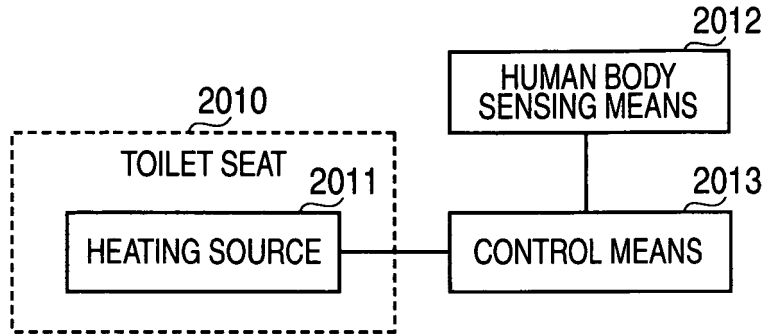 2012
HUMAN BODY
SENSING MEANS
2010
TOILET SEAT
2011
HEATING SOURCE
2013
CONTROL MEANS